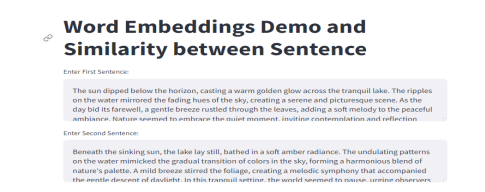 Word Embeddings Demo and
Similarity between Sentence
Enter First Sentence:
The sun dipped below the horizon, casting a warm golden glow across the tranquil lake. The ripples
on the water mirrored the fading hues of the sky, creating a serene and picturesque scene. As the
day bid its farewell, a gentle breeze rustled through the leaves, adding a soft melody to the peaceful
ambiance. Nature seemed to embrace the quiet moment, inviting contemplation and reflection
Enter Second Sentence:
Beneath the sinking sun, the lake lay still, bathed in a soft amber radiance. The undulating patterns
on the water mimicked the gradual transition of colors in the sky, forming a harmonious blend of
nature's palette. A mild breeze stirred the foliage, creating a melodic symphony that accompanied
the gentle descent of daylight. In this tranquil setting, the world seemed to pause, urging observers